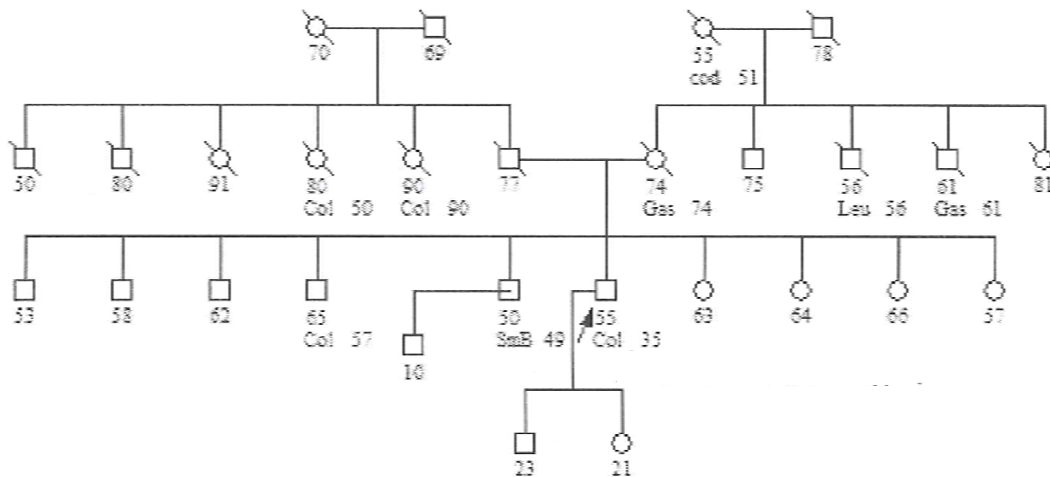 70 69 55 78
cod 51
50 80 91 80 90 77 74 75 56 61 81
Col 50 Col 90 Gas 74 Leu 56 Gas 61
53 58 62 65 50 55 63 64 66 57
Col 57 SmB 49 Col 35
10
23 21